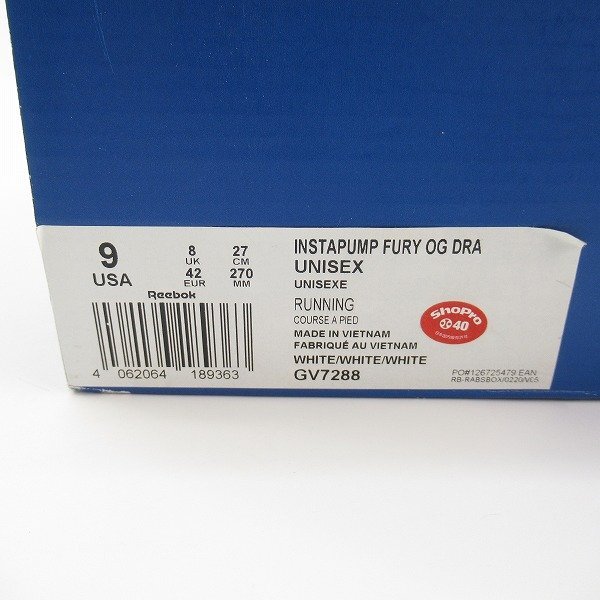 9
USA
8
UK
42
EUR
27
CM
270
MM
Reebok
4 062064 189363
INSTAPUMP FURY OG DRA
UNISEX
UNISEXE
RUNNING
COURSE A PIED
MADE IN VIETNAM
FABRIQUÉ AU VIETNAM
WHITE/WHITE/WHITE
GV7288
ShoPro
40
PO#126725479 EAN
RB-RABSBOX/0220/V05